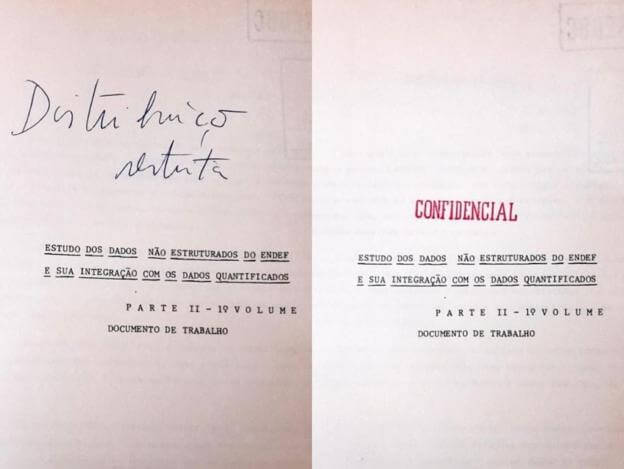 Distribuiçõ
restrita
ESTUDO DOS DADOS NÃO ESTRUTURADOS DO ENDEF
E SUA INTEGRAÇÃO COM OS DADOS QUANTIFICADOS
PARTE II - 1º VOLUME
DOCUMENTO DE TRABALHO
CONFIDENCIAL
ESTUDO DOS DADOS NÃO ESTRUTURADOS DO ENDEF
E SUA INTEGRAÇÃO COM OS DADOS QUANTIFICADOS
PARTE II - 1º VOLUME
DOCUMENTO DE TRABALHO